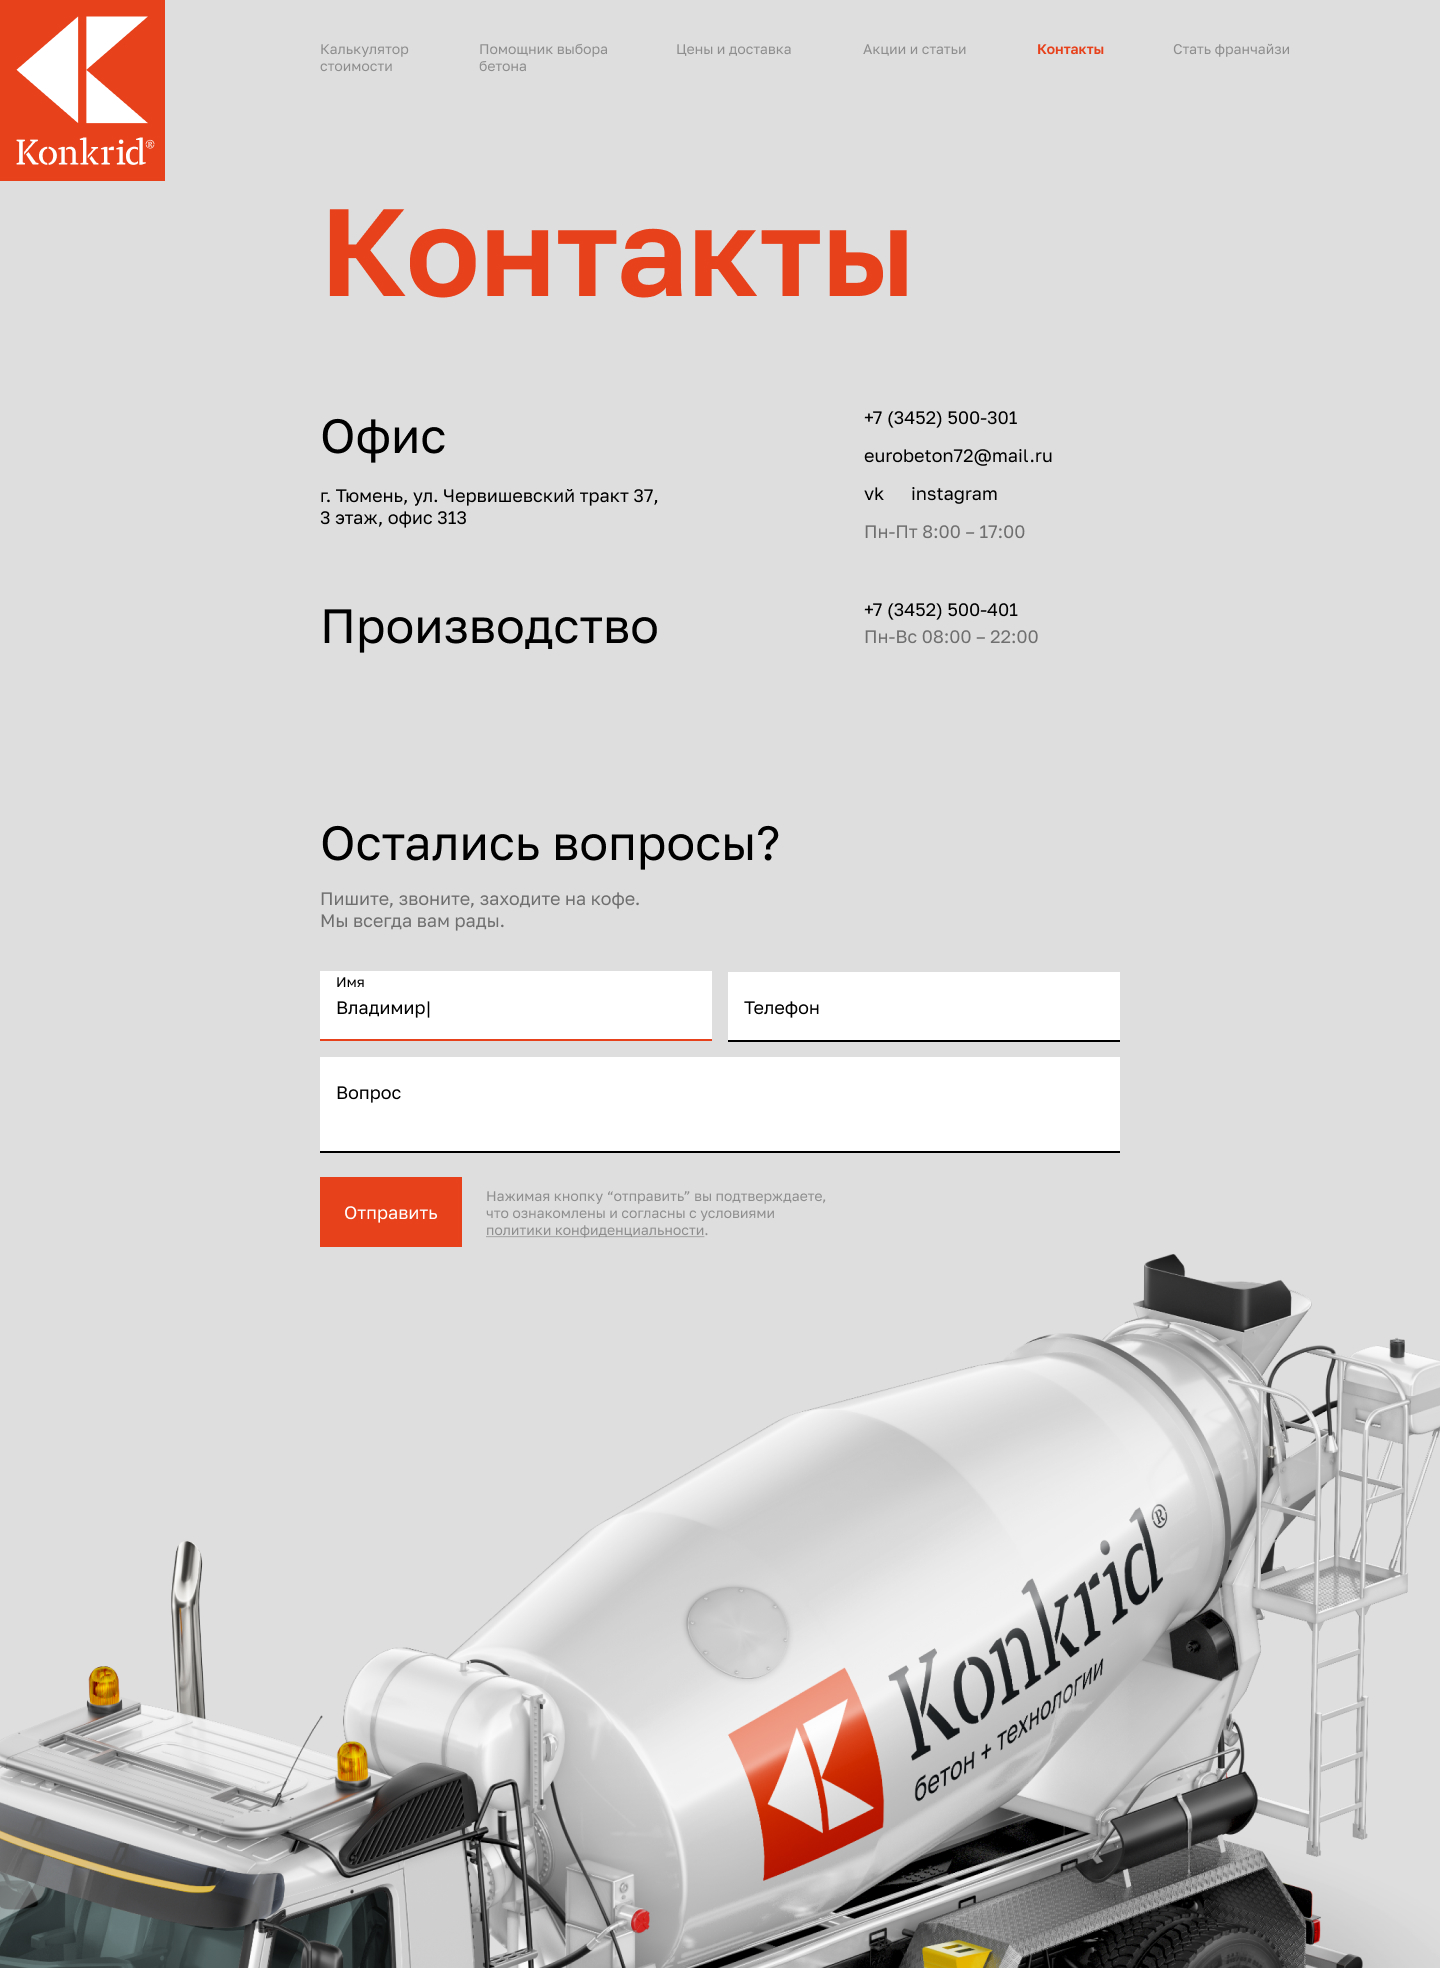 Konkrid®
Калькулятор
стоимости
Помощник выбора
бетона
Цены и доставка
Акции и статьи
Контакты
Стать франчайзи
Контакты
Офис
г. Тюмень, ул. Червишевский тракт 37,
3 этаж, офис 313
+7 (3452) 500-301
eurobeton72@mail.ru
vk instagram
Пн-Пт 8:00 – 17:00
Производство
+7 (3452) 500-401
Пн-Вс 08:00 – 22:00
Остались вопросы?
Пишите, звоните, заходите на кофе.
Мы всегда вам рады.
Имя
Владимир|
Телефон
Вопрос
Отправить
Нажимая кнопку “отправить” вы подтверждаете,
что ознакомлены и согласны с условиями
политики конфиденциальности.
Konkrid®
бетон + технологии